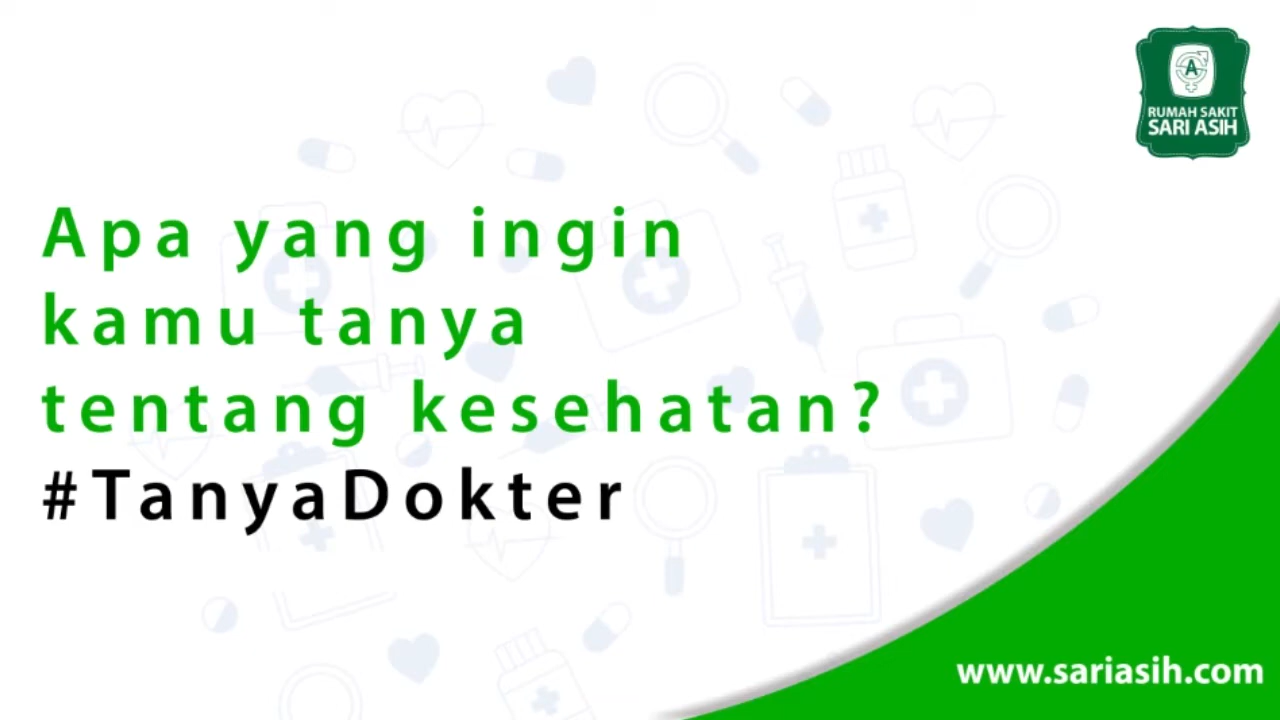 RUMAH SAKIT
SARI ASIH
Apa yang ingin
kamu tanya
tentang kesehatan?
#TanyaDokter
www.sariasih.com